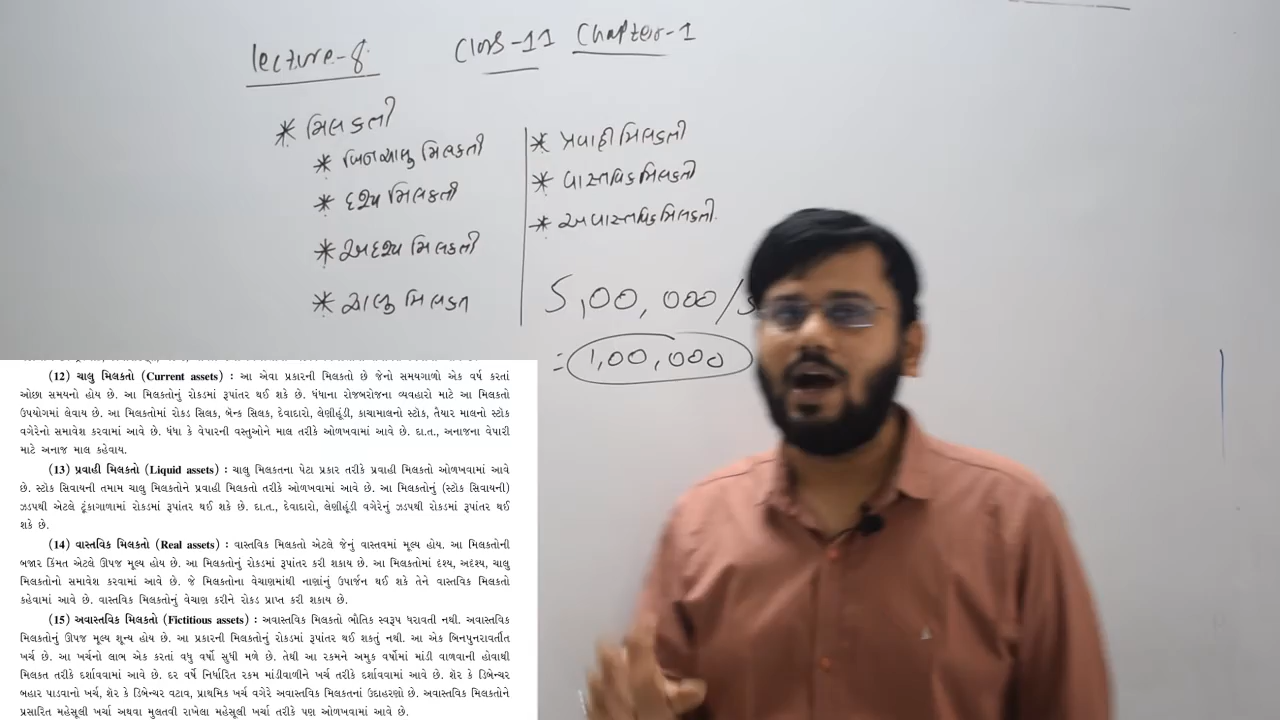 Lecture-8
Class-11 Chapter-1
* મિલકતો
* બિનચાલુ મિલકતો
* દશ્ય મિલકતો
* અદશ્ય મિલકતો
* ચાલુ મિલકત
* પ્રવાહી મિલકતો
* વાસ્તવિક મિલકતો
* અવાસ્તવિક મિલકતો
5,00,000/5
= 1,00,000
(12) ચાલુ મિલકતો (Current assets) : આ એવા પ્રકારની મિલકતો છે જેનો સમયગાળો એક વર્ષ કરતાં
ઓછા સમયનો હોય છે. આ મિલકતોનું રોકડમાં રૂપાંતર થઈ શકે છે. ધંધાના રોજબરોજના વ્યવહારો માટે આ મિલકતો
ઉપયોગમાં લેવાય છે. આ મિલકતોમાં રોકડ સિલક, બેન્ક સિલક, દેવાદારો, લેણીહૂંડી, કાચામાલનો સ્ટોક, તૈયાર માલનો સ્ટોક
વગેરેનો સમાવેશ કરવામાં આવે છે. ધંધા કે વેપારની વસ્તુઓને માલ તરીકે ઓળખવામાં આવે છે. દા.ત., અનાજના વેપારી
માટે અનાજ માલ કહેવાય.
(13) પ્રવાહી મિલકતો (Liquid assets) : ચાલુ મિલકતના પેટા પ્રકાર તરીકે પ્રવાહી મિલકતો ઓળખવામાં આવે
છે. સ્ટોક સિવાયની તમામ ચાલુ મિલકતોને પ્રવાહી મિલકતો તરીકે ઓળખવામાં આવે છે. આ મિલકતોનું (સ્ટોક સિવાયની)
ઝડપથી એટલે ટૂંકાગાળામાં રોકડમાં રૂપાંતર થઈ શકે છે. દા.ત., દેવાદારો, લેણીહૂંડી વગેરેનું ઝડપથી રોકડમાં રૂપાંતર થઈ
શકે છે.
(14) વાસ્તવિક મિલકતો (Real assets) : વાસ્તવિક મિલકતો એટલે જેનું વાસ્તવમાં મૂલ્ય હોય. આ મિલકતોની
બજાર કિંમત એટલે ઊપજ મૂલ્ય હોય છે. આ મિલકતોનું રોકડમાં રૂપાંતર કરી શકાય છે. આ મિલકતોમાં દશ્ય, અદશ્ય, ચાલુ
મિલકતોનો સમાવેશ કરવામાં આવે છે. જે મિલકતોના વેચાણમાંથી નાણાંનું ઉપાર્જન થઈ શકે તેને વાસ્તવિક મિલકતો
કહેવામાં આવે છે. વાસ્તવિક મિલકતોનું વેચાણ કરીને રોકડ પ્રાપ્ત કરી શકાય છે.
(15) અવાસ્તવિક મિલકતો (Fictitious assets) : અવાસ્તવિક મિલકતો ભૌતિક સ્વરૂપ ધરાવતી નથી. અવાસ્તવિક
મિલકતોનું ઊપજ મૂલ્ય શૂન્ય હોય છે. આ પ્રકારની મિલકતોનું રોકડમાં રૂપાંતર થઈ શકતું નથી. આ એક બિનપુનરાવર્તીત
ખર્ચ છે. આ ખર્ચનો લાભ એક કરતાં વધુ વર્ષો સુધી મળે છે. તેથી આ રકમને અમુક વર્ષોમાં માંડી વાળવાની હોવાથી
મિલકત તરીકે દર્શાવવામાં આવે છે. દર વર્ષે નિર્ધારિત રકમ માંડીવાળીને ખર્ચ તરીકે દર્શાવવામાં આવે છે. શેર કે ડિબેન્ચર
બહાર પાડવાનો ખર્ચ, શેર કે ડિબેન્ચર વટાવ, પ્રાથમિક ખર્ચ વગેરે અવાસ્તવિક મિલકતનાં ઉદાહરણો છે. અવાસ્તવિક મિલકતોને
પ્રસારિત મહેસૂલી ખર્ચા અથવા મુલતવી રાખેલા મહેસૂલી ખર્ચા તરીકે પણ ઓળખવામાં આવે છે.